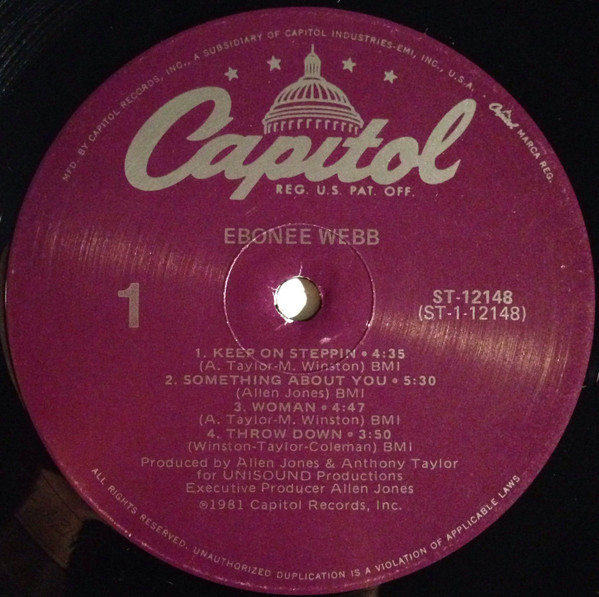 MFD. BY CAPITOL RECORDS, INC., A SUBSIDIARY OF CAPITOL INDUSTRIES-EMI, INC., U.S.A.
Capitol MARCA REG.
Capitol
REG. U.S. PAT. OFF.
EBONEE WEBB
1
ST-12148
(ST-1-12148)
1. KEEP ON STEPPIN • 4:35
(A. Taylor-M. Winston) BMI
2. SOMETHING ABOUT YOU • 5:30
(Allen Jones) BMI
3. WOMAN • 4:47
(A. Taylor-M. Winston) BMI
4. THROW DOWN • 3:50
(Winston-Taylor-Coleman) BMI
Produced by Allen Jones & Anthony Taylor
for UNISOUND Productions
Executive Producer Allen Jones
℗1981 Capitol Records, Inc.
ALL RIGHTS RESERVED. UNAUTHORIZED DUPLICATION IS A VIOLATION OF APPLICABLE LAWS